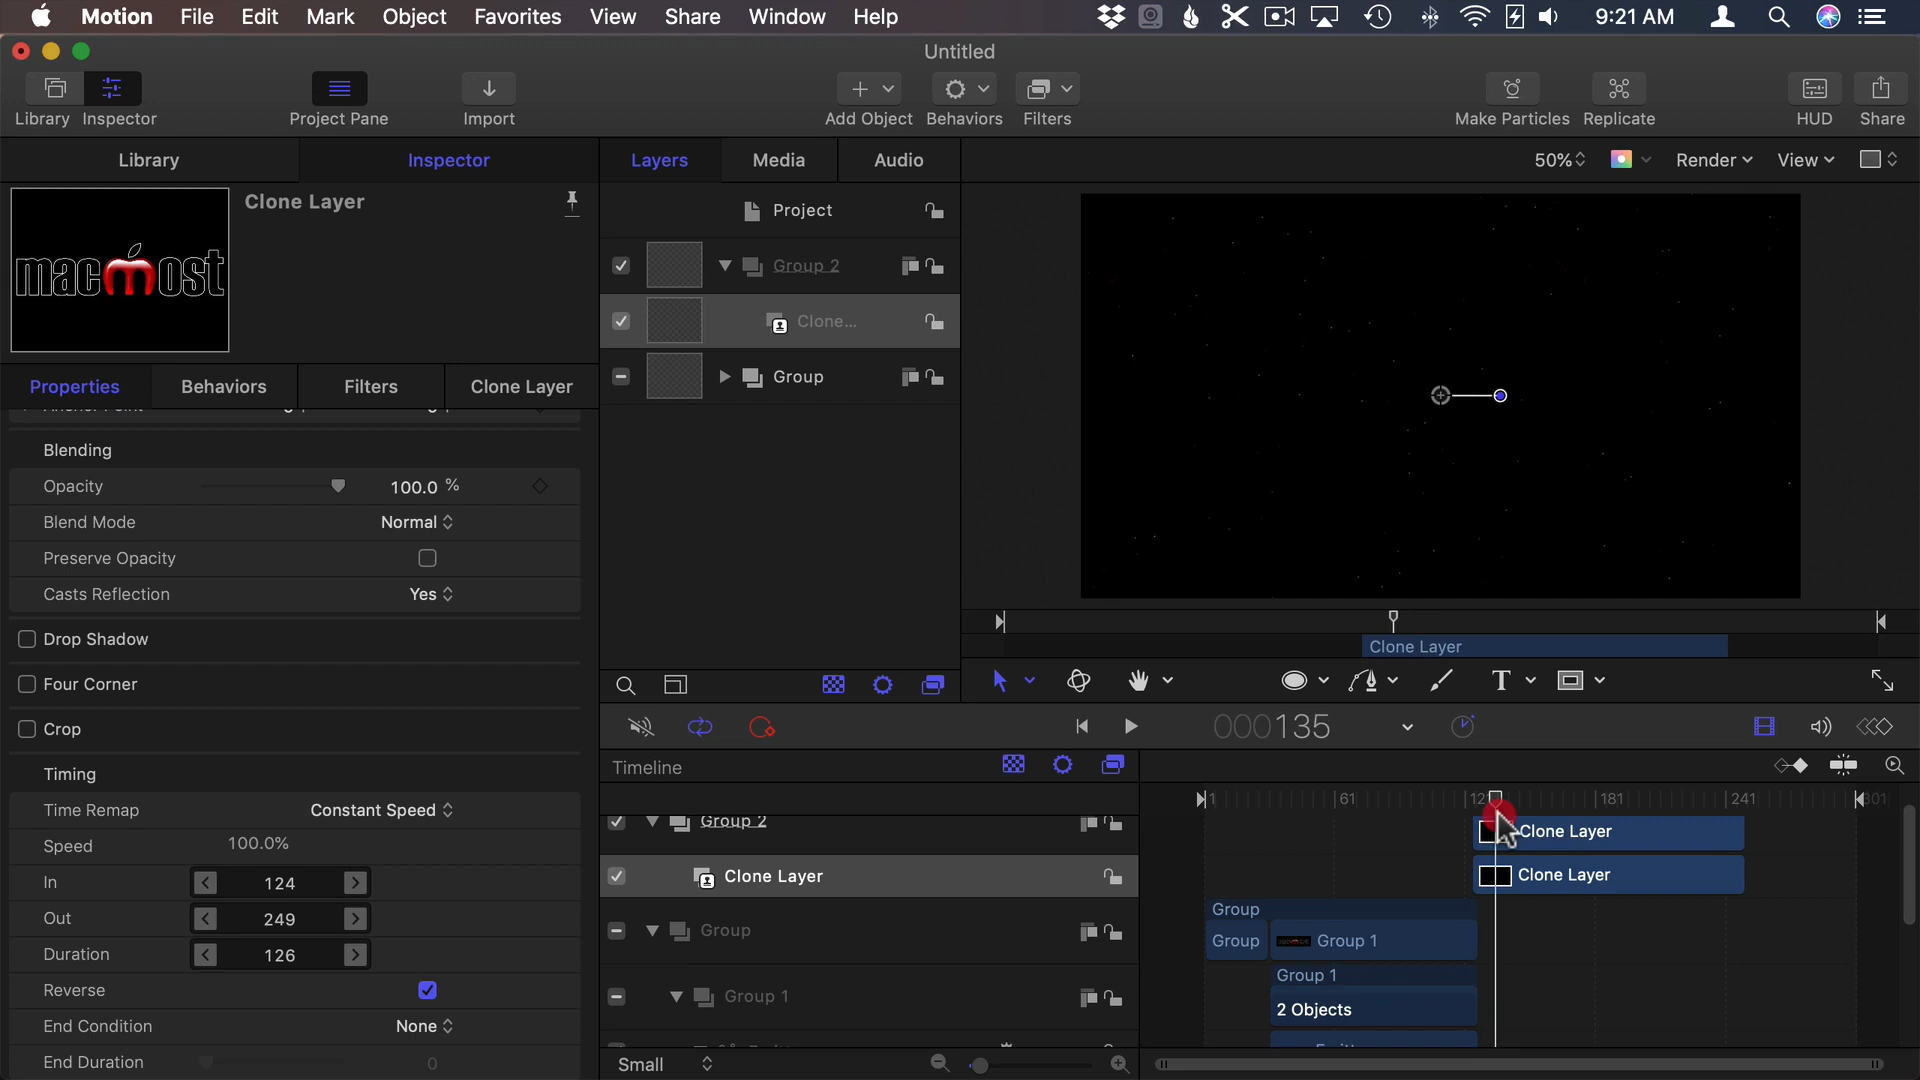 Motion File Edit Mark Object Favorites View Share Window Help 9:21 AM
Untitled
Library Inspector Project Pane Import Add Object Behaviors Filters Make Particles Replicate HUD Share
Library Inspector Layers Media Audio 50% Render View
Clone Layer
macmost
Project
Group 2
Clone...
Group
Properties Behaviors Filters Clone Layer
Blending
Opacity 100.0 %
Blend Mode Normal
Preserve Opacity
Casts Reflection Yes
Drop Shadow
Four Corner
Crop
Timing
Time Remap Constant Speed
Speed 100.0%
In 124
Out 249
Duration 126
Reverse
End Condition None
End Duration 0
Clone Layer
T
000135
Timeline
1 61 181 241 301
Group 2 Clone Layer
Clone Layer Clone Layer
Group
Group Group Group 1
Group 1
Group 1 2 Objects
Small